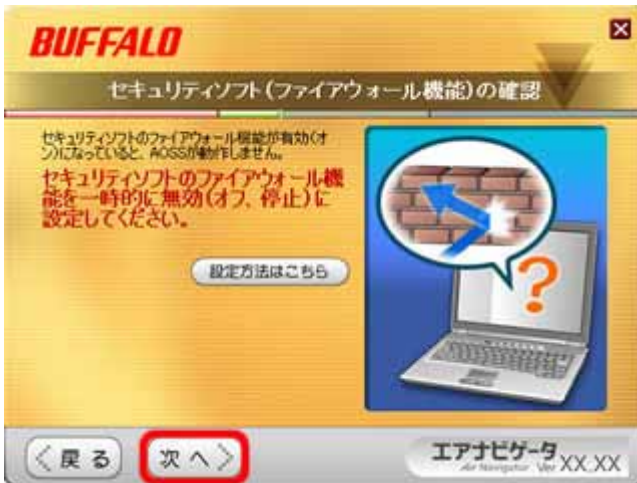 BUFFALO
セキュリティソフト(ファイアウォール機能)の確認
セキュリティソフトのファイアウォール機能が有効(オ
ン)になっていると、AOSSが動作しません。
セキュリティソフトのファイアウォール機
能を一時的に無効(オフ、停止)に
設定してください。
設定方法はこちら
?
戻る
次へ
エアナビゲータ
Air Navigator Ver XX.XX